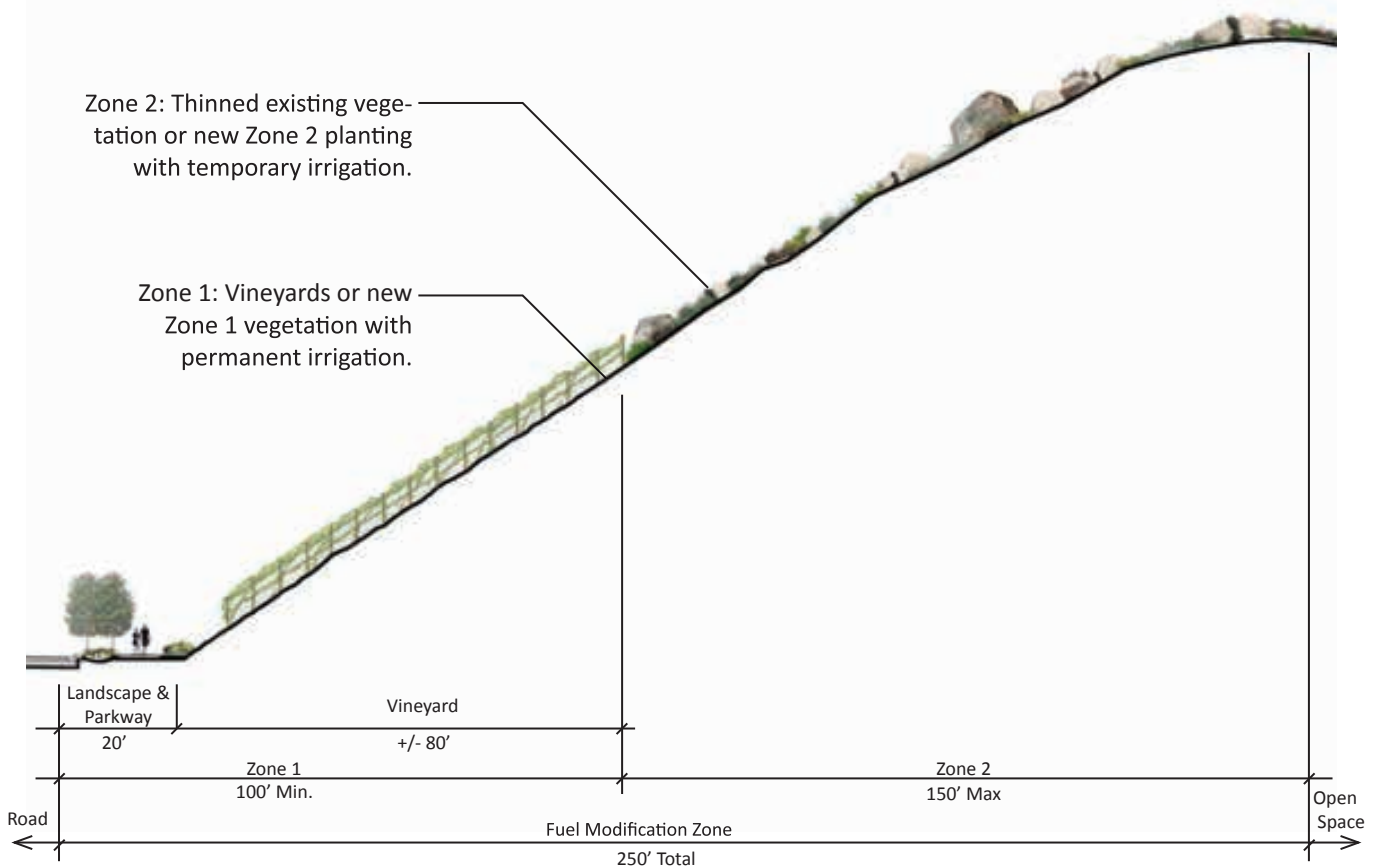 Zone 2: Thinned existing vege-
tation or new Zone 2 planting
with temporary irrigation.
Zone 1: Vineyards or new
Zone 1 vegetation with
permanent irrigation.
Landscape &
Parkway
20’
Vineyard
+/- 80’
Zone 1
100’ Min.
Zone 2
150’ Max
Road
Open
Space
Fuel Modification Zone
250’ Total